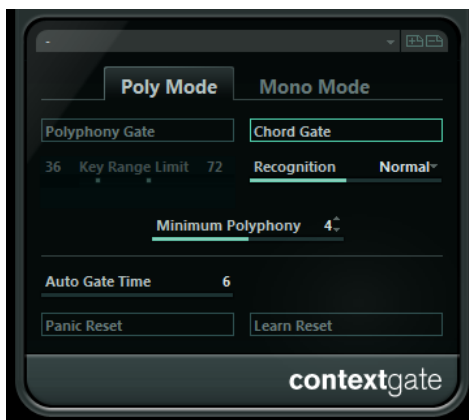 -
Poly Mode Mono Mode
Polyphony Gate Chord Gate
36 Key Range Limit 72 Recognition Normal
Minimum Polyphony 4
Auto Gate Time 6
Panic Reset Learn Reset
contextgate